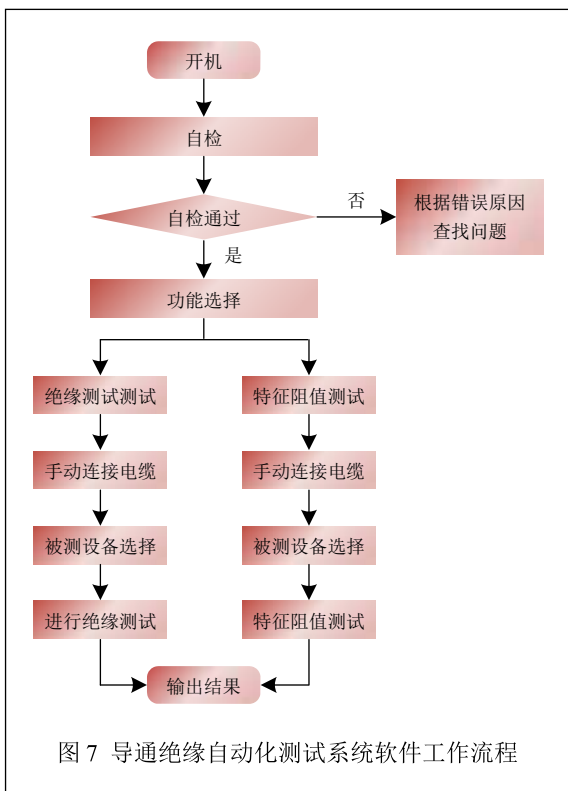 开机
自检
自检通过
否
根据错误原因
查找问题
是
功能选择
绝缘测试测试
特征阻值测试
手动连接电缆
手动连接电缆
被测设备选择
被测设备选择
进行绝缘测试
特征阻值测试
输出结果
图 7 导通绝缘自动化测试系统软件工作流程